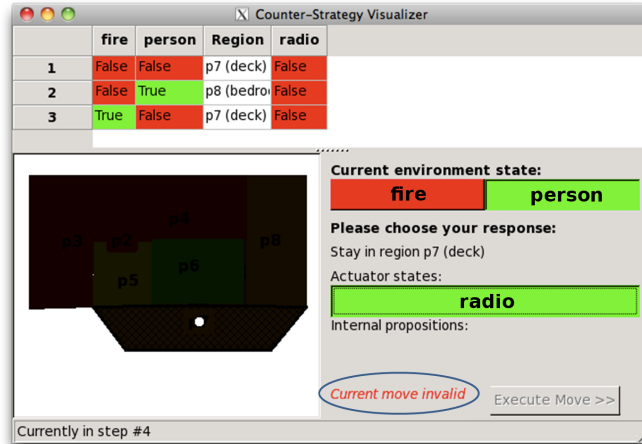 Counter-Strategy Visualizer
fire person Region radio
1 False False p7 (deck) False
2 False True p8 (bedroo False
3 True False p7 (deck) False
Current environment state:
fire person
Please choose your response:
Stay in region p7 (deck)
Actuator states:
radio
Internal propositions:
Current move invalid
Execute Move >>
p4
p3 p2 p8
p6
p5
Currently in step #4